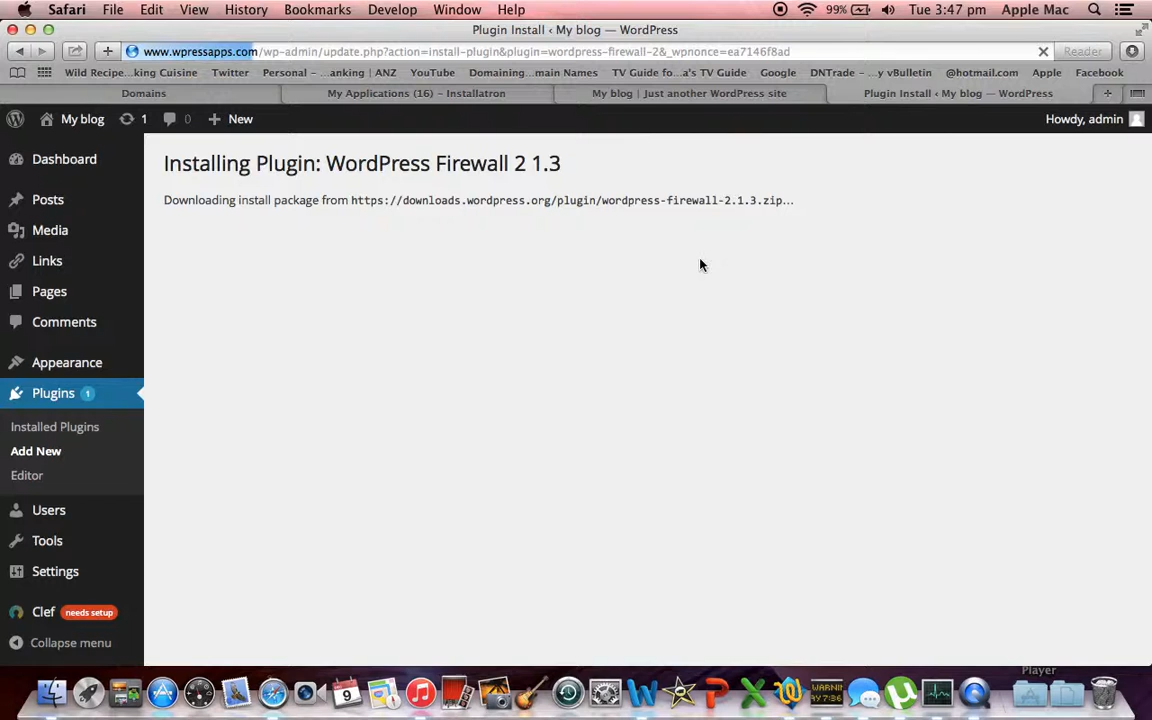 Safari File Edit View History Bookmarks Develop Window Help 99% Tue 3:47 pm Apple Mac
Plugin Install ‹ My blog — WordPress
www.wpressapps.com/wp-admin/update.php?action=install-plugin&plugin=wordpress-firewall-2&_wpnonce=ea7146f8ad Reader
Wild Recipe...king Cuisine Twitter Personal – ...anking | ANZ YouTube Domaining...main Names TV Guide fo...a's TV Guide Google DNTrade – ...y vBulletin @hotmail.com Apple Facebook
Domains My Applications (16) – Installatron My blog | Just another WordPress site Plugin Install ‹ My blog — WordPress
My blog 1 0 New Howdy, admin
Dashboard
Posts
Media
Links
Pages
Comments
Appearance
Plugins 1
Installed Plugins
Add New
Editor
Users
Tools
Settings
Clef needs setup
Collapse menu
Installing Plugin: WordPress Firewall 2 1.3
Downloading install package from https://downloads.wordpress.org/plugin/wordpress-firewall-2.1.3.zip...
Player
9